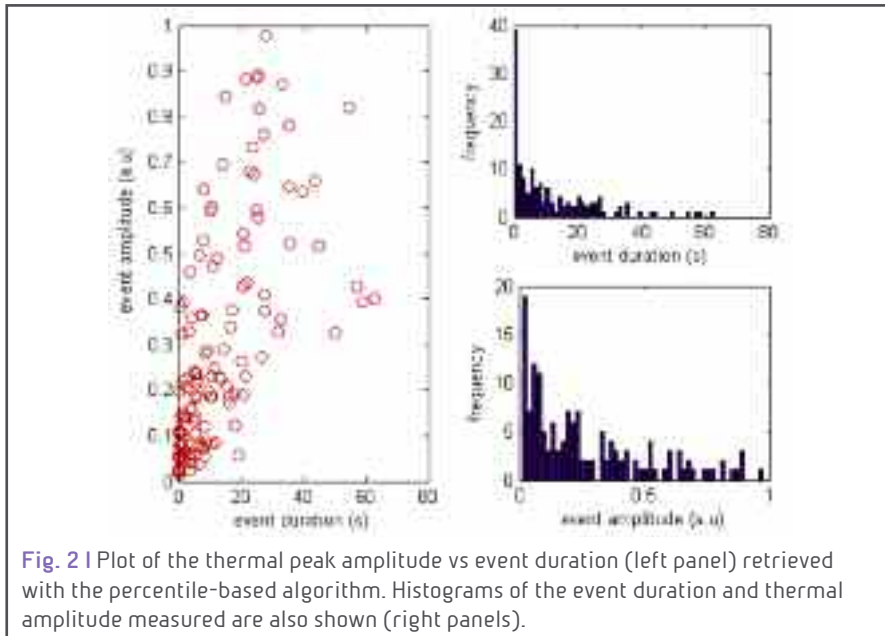 1
0.9
0.8
0.7
0.6
0.5
0.4
0.3
0.2
0.1
0
event amplitude (a.u)
0 20 40 60 80
event duration (s)
40
30
20
10
0
frequency
0 20 40 60 80
event duration (s)
20
15
10
5
0
frequency
0 0.5 1
event amplitude (a.u)
Fig. 2 | Plot of the thermal peak amplitude vs event duration (left panel) retrieved
with the percentile-based algorithm. Histograms of the event duration and thermal
amplitude measured are also shown (right panels).